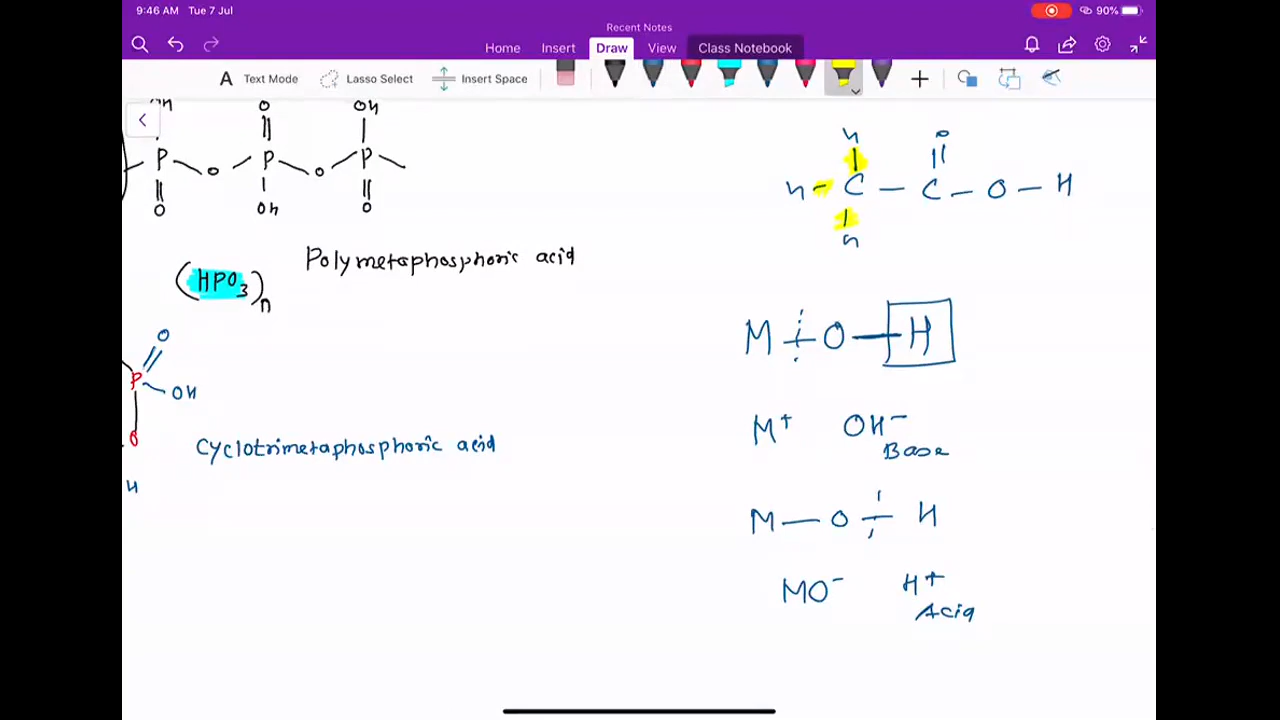 9:46 AM Tue 7 Jul
90%
Recent Notes
Home Insert Draw View Class Notebook
A Text Mode Lasso Select Insert Space
OH O OH
P O P O P
O OH O
(HPO3)n
Polymetaphosphoric acid
O
P OH
O
H
Cyclotrimetaphosphoric acid
H O
H - C - C - O - H
H
M - O - H
M+ OH-
Base
M - O - H
MO- H+
Acid